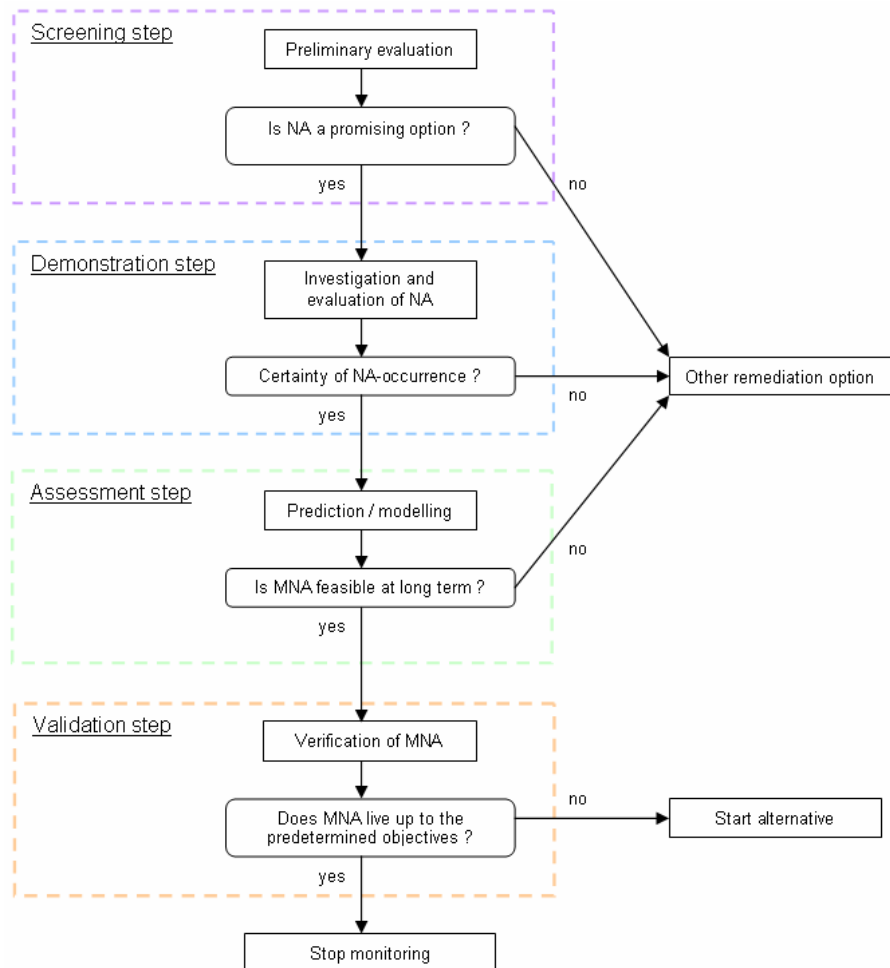 Screening step
Preliminary evaluation
Is NA a promising option ?
yes
no
Demonstration step
Investigation and
evaluation of NA
Certainty of NA-occurrence ?
Other remediation option
yes
no
Assessment step
Prediction / modelling
no
Is MNA feasible at long term ?
yes
Validation step
Verification of MNA
Does MNA live up to the
predetermined objectives ?
no
Start alternative
yes
Stop monitoring